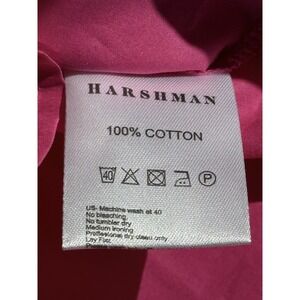 HARSHMAN
100% COTTON
40 P
US- Machine wash at 40
No bleaching
No tumbler dry
Medium ironing
Professional dry clean
Lay Flat